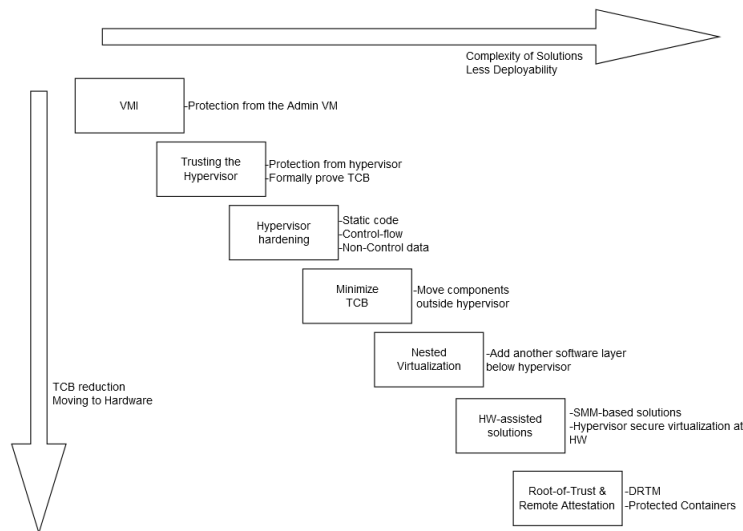 Complexity of Solutions
Less Deployability
VMI
-Protection from the Admin VM
Trusting the
Hypervisor
-Protection from hypervisor
-Formally prove TCB
Hypervisor
hardening
-Static code
-Control-flow
-Non-Control data
Minimize
TCB
-Move components
outside hypervisor
Nested
Virtualization
-Add another software layer
below hypervisor
TCB reduction
Moving to Hardware
HW-assisted
solutions
-SMM-based solutions
-Hypervisor secure virtualization at
HW
Root-of-Trust &
Remote Attestation
-DRTM
-Protected Containers